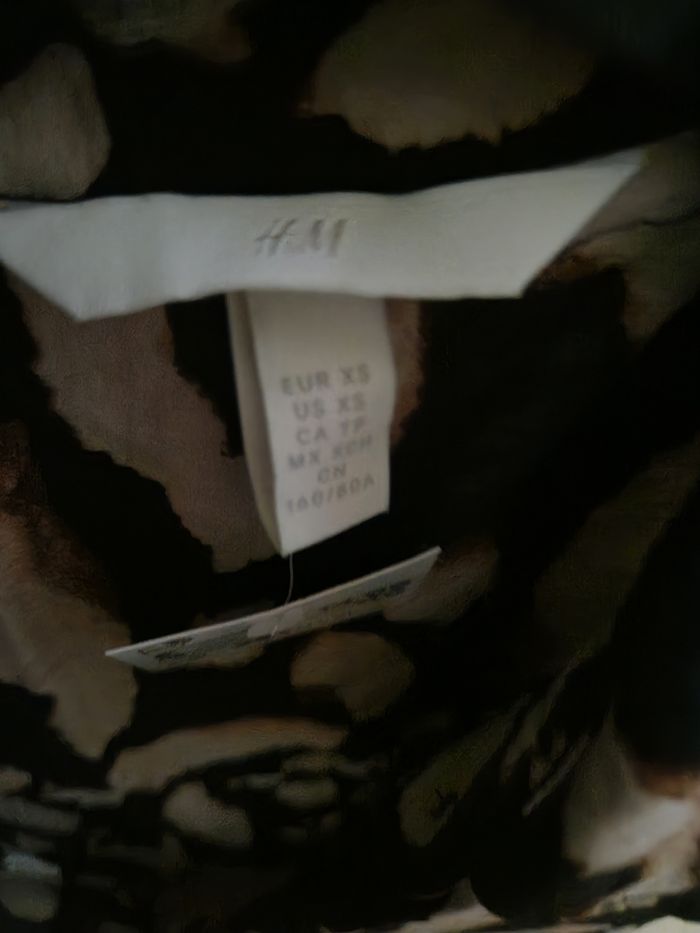 H&M
EUR XS
US XS
CA TP
MX XCH
CN
160/80A